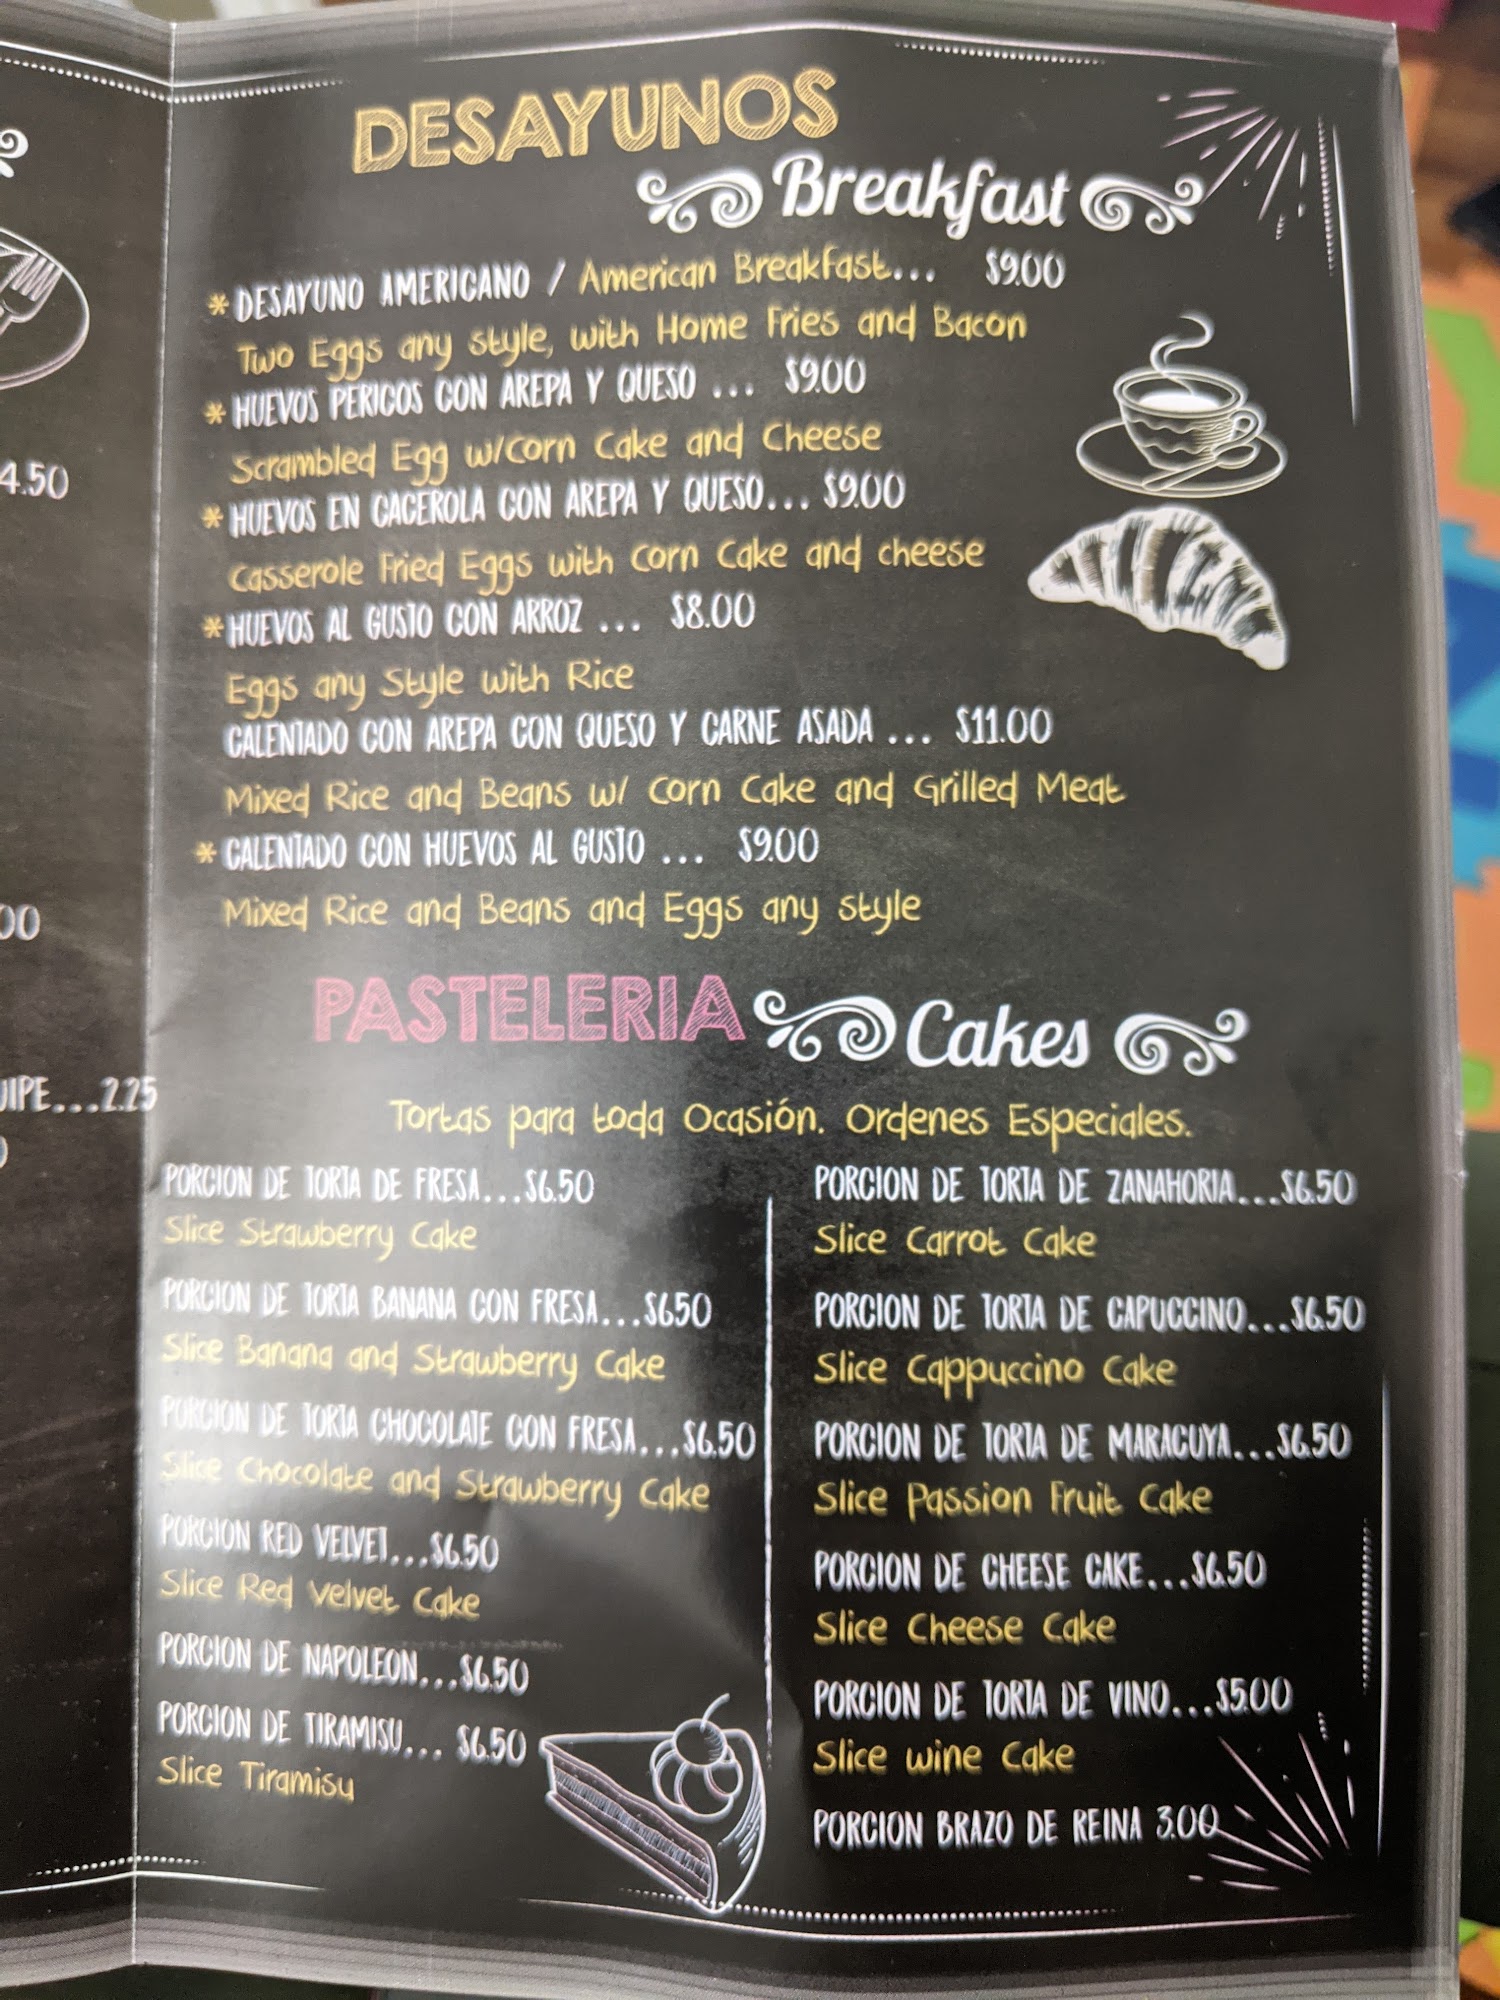 4.50
00
UIPE...2.25
DESAYUNOS
Breakfast
* DESAYUNO AMERICANO / American Breakfast... $9.00
Two Eggs any style, with Home Fries and Bacon
* HUEVOS PERICOS CON AREPA Y QUESO ... $9.00
Scrambled Egg w/Corn Cake and Cheese
* HUEVOS EN CACEROLA CON AREPA Y QUESO... $9.00
Casserole Fried Eggs with Corn Cake and cheese
* HUEVOS AL GUSTO CON ARROZ ... $8.00
Eggs any Style with Rice
CALENTADO CON AREPA CON QUESO Y CARNE ASADA ... $11.00
Mixed Rice and Beans w/ Corn Cake and Grilled Meat
* CALENTADO CON HUEVOS AL GUSTO ... $9.00
Mixed Rice and Beans and Eggs any style
PASTELERIA
Cakes
Tortas para toda Ocasión. Ordenes Especiales.
PORCION DE TORTA DE FRESA...$6.50
Slice Strawberry Cake
PORCION DE TORTA BANANA CON FRESA...$6.50
Slice Banana and Strawberry Cake
PORCION DE TORTA CHOCOLATE CON FRESA...$6.50
Slice Chocolate and Strawberry Cake
PORCION RED VELVET...$6.50
Slice Red Velvet Cake
PORCION DE NAPOLEON...$6.50
PORCION DE TIRAMISU... $6.50
Slice Tiramisu
PORCION DE TORTA DE ZANAHORIA...$6.50
Slice Carrot Cake
PORCION DE TORTA DE CAPUCCINO...$6.50
Slice Cappuccino Cake
PORCION DE TORTA DE MARACUYA...$6.50
Slice Passion Fruit Cake
PORCION DE CHEESE CAKE...$6.50
Slice Cheese Cake
PORCION DE TORTA DE VINO...$5.00
Slice wine Cake
PORCION BRAZO DE REINA 3.00